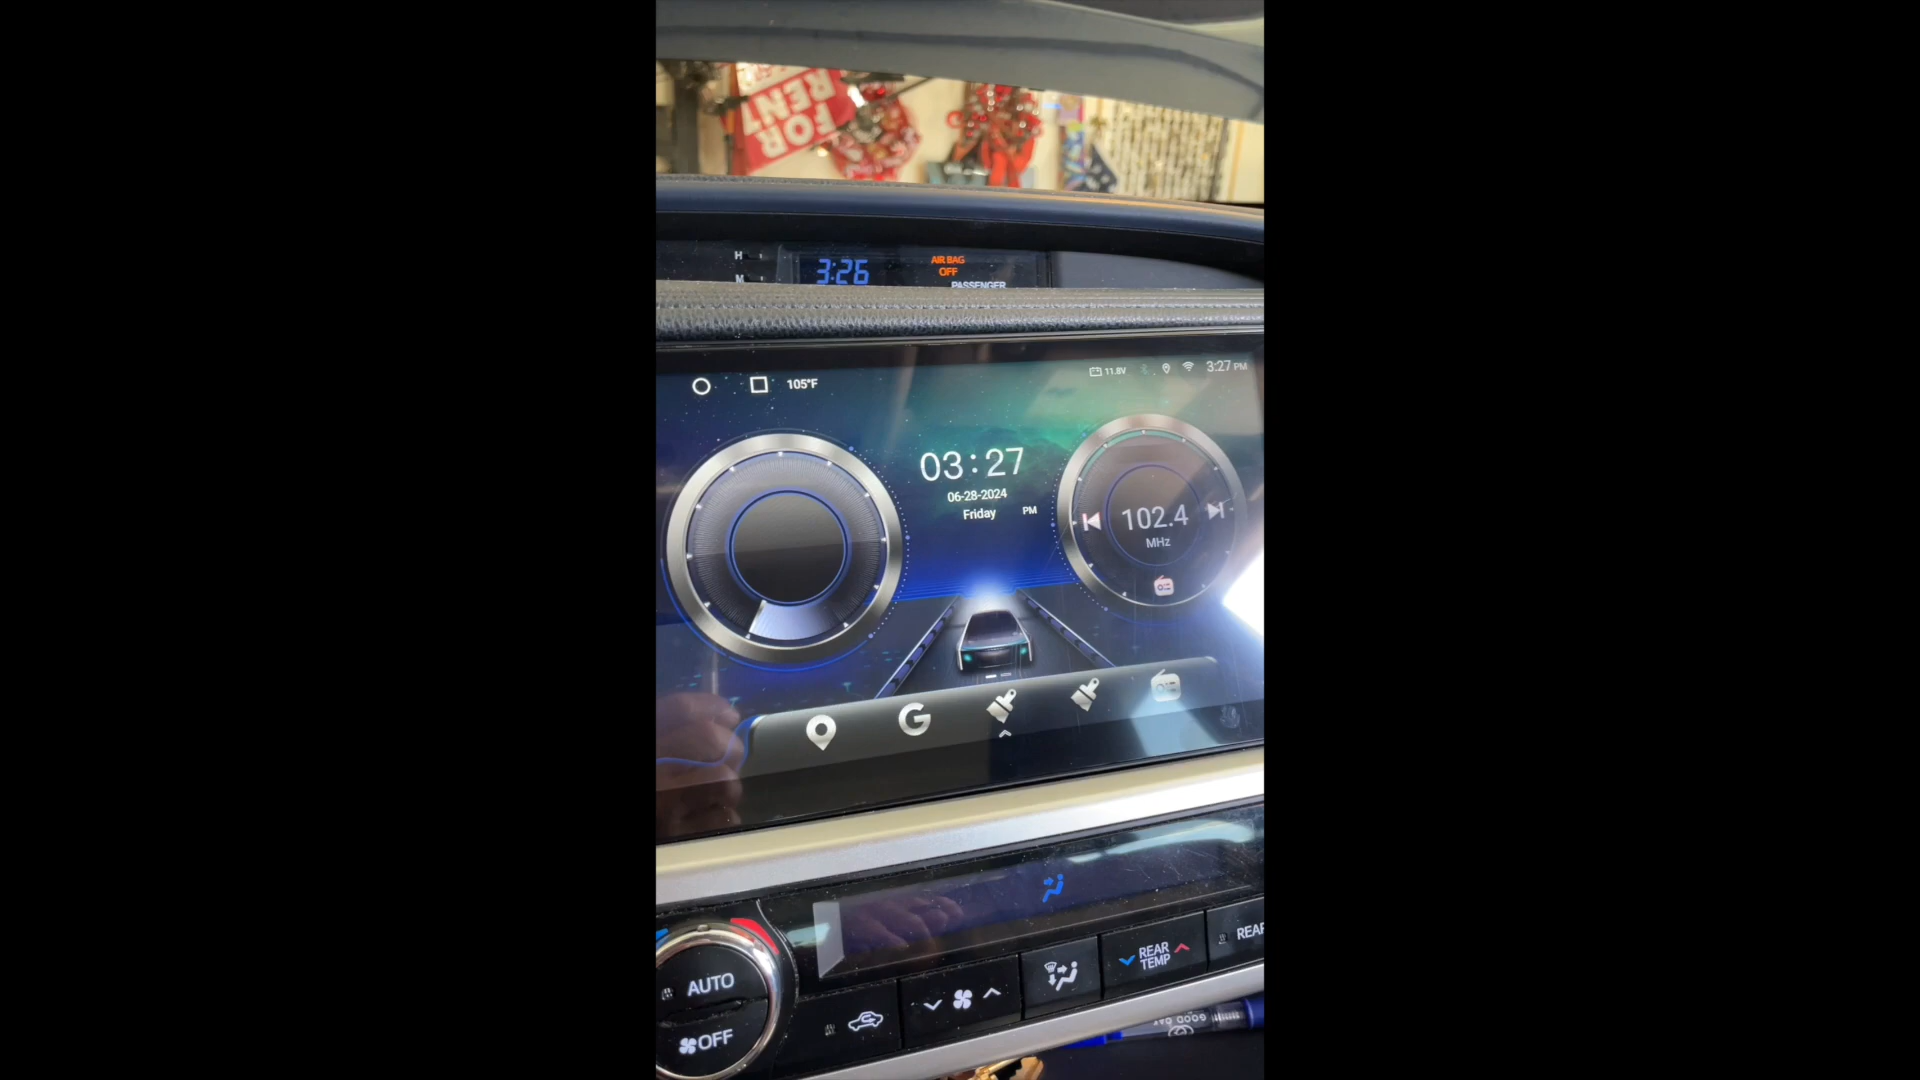 FOR
RENT
H
M
3:26
AIR BAG
OFF
PASSENGER
105°F
11.8V
3:27 PM
03:27
06-28-2024
Friday PM
102.4
MHz
G
AUTO
OFF
REAR
TEMP
REAR
GOOD